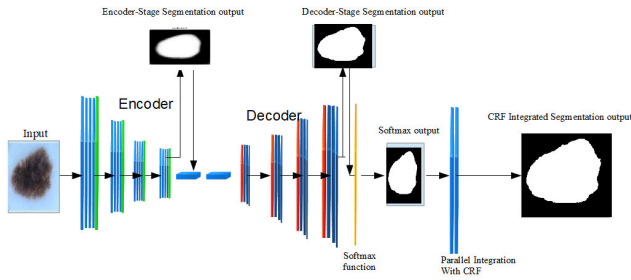 Encoder-Stage Segmentation output
Decoder-Stage Segmentation output
Encoder
Decoder
Input
Softmax output
CRF Integrated Segmentation output
Softmax
function
Parallel Integration
With CRF